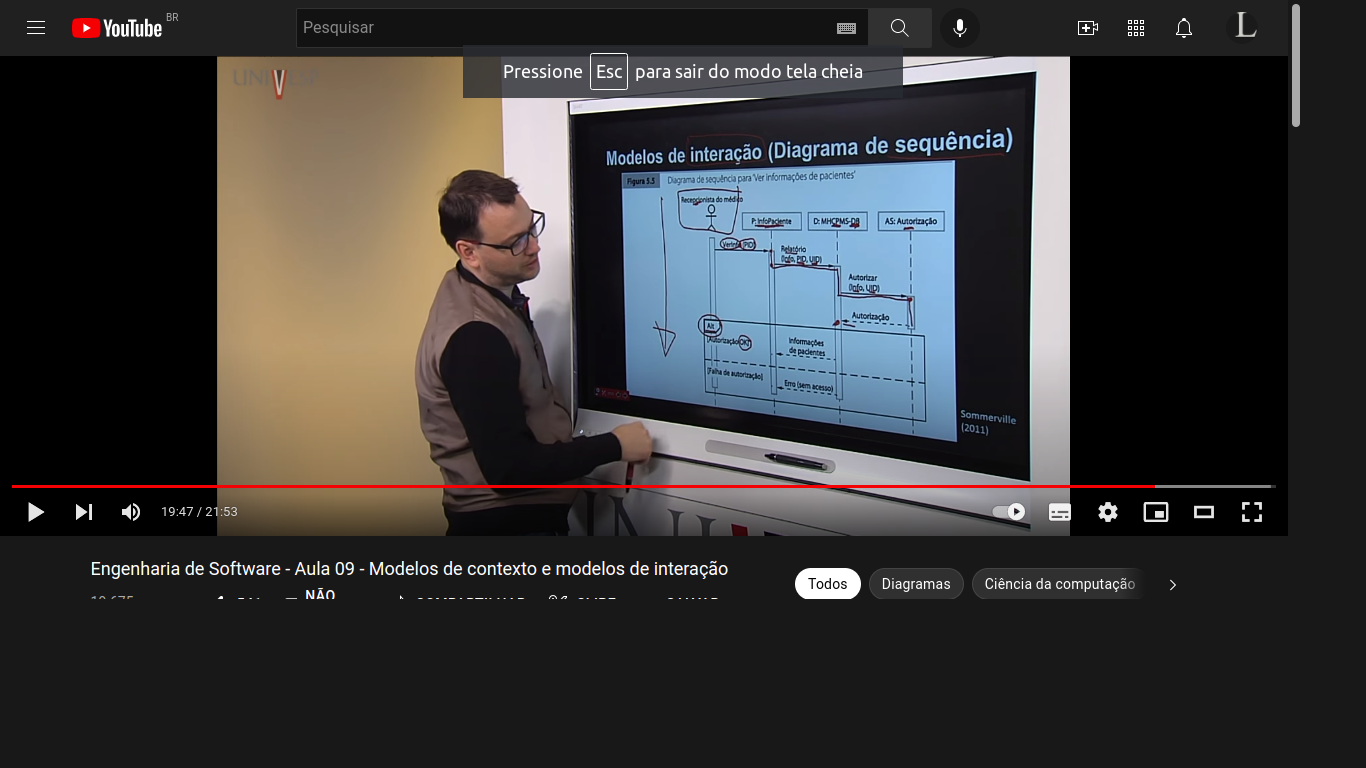 YouTube BR
Pesquisar
L
Pressione Esc para sair do modo tela cheia
Modelos de interação (Diagrama de sequência)
Figura 5.5 Diagrama de sequência para 'Ver informações de pacientes'
Recepcionista do médico
P: InfoPaciente
D: MHCPMS-DB
AS: Autorização
VerInfo (PID)
Relatório
(Info, PID, UID)
Autorizar
(Info, UID)
Autorização
Alt
[Autorização OK]
Informações
de pacientes
[Falha de autorização]
Erro (sem acesso)
Sommerville
(2011)
19:47 / 21:53
Engenharia de Software - Aula 09 - Modelos de contexto e modelos de interação
Todos
Diagramas
Ciência da computação
NÃO